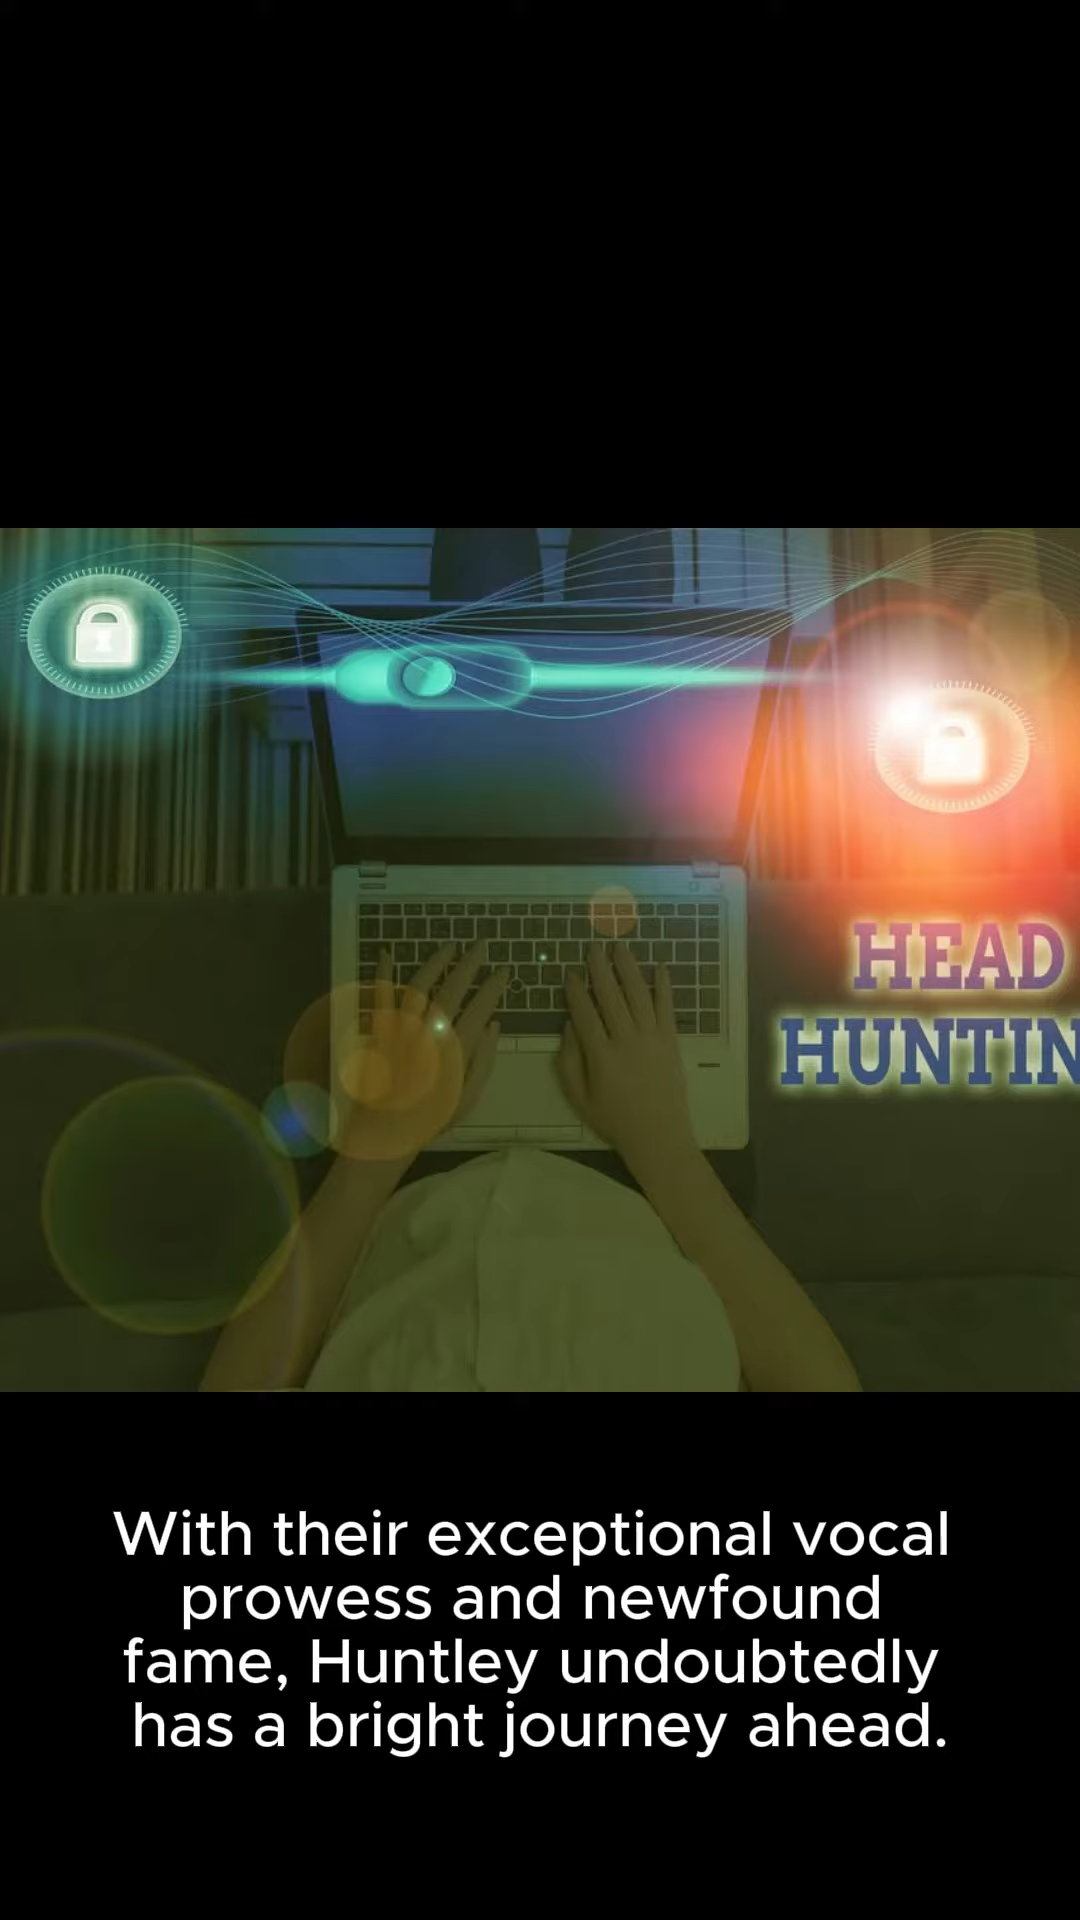 HEAD
HUNTIN
With their exceptional vocal
prowess and newfound
fame, Huntley undoubtedly
has a bright journey ahead.